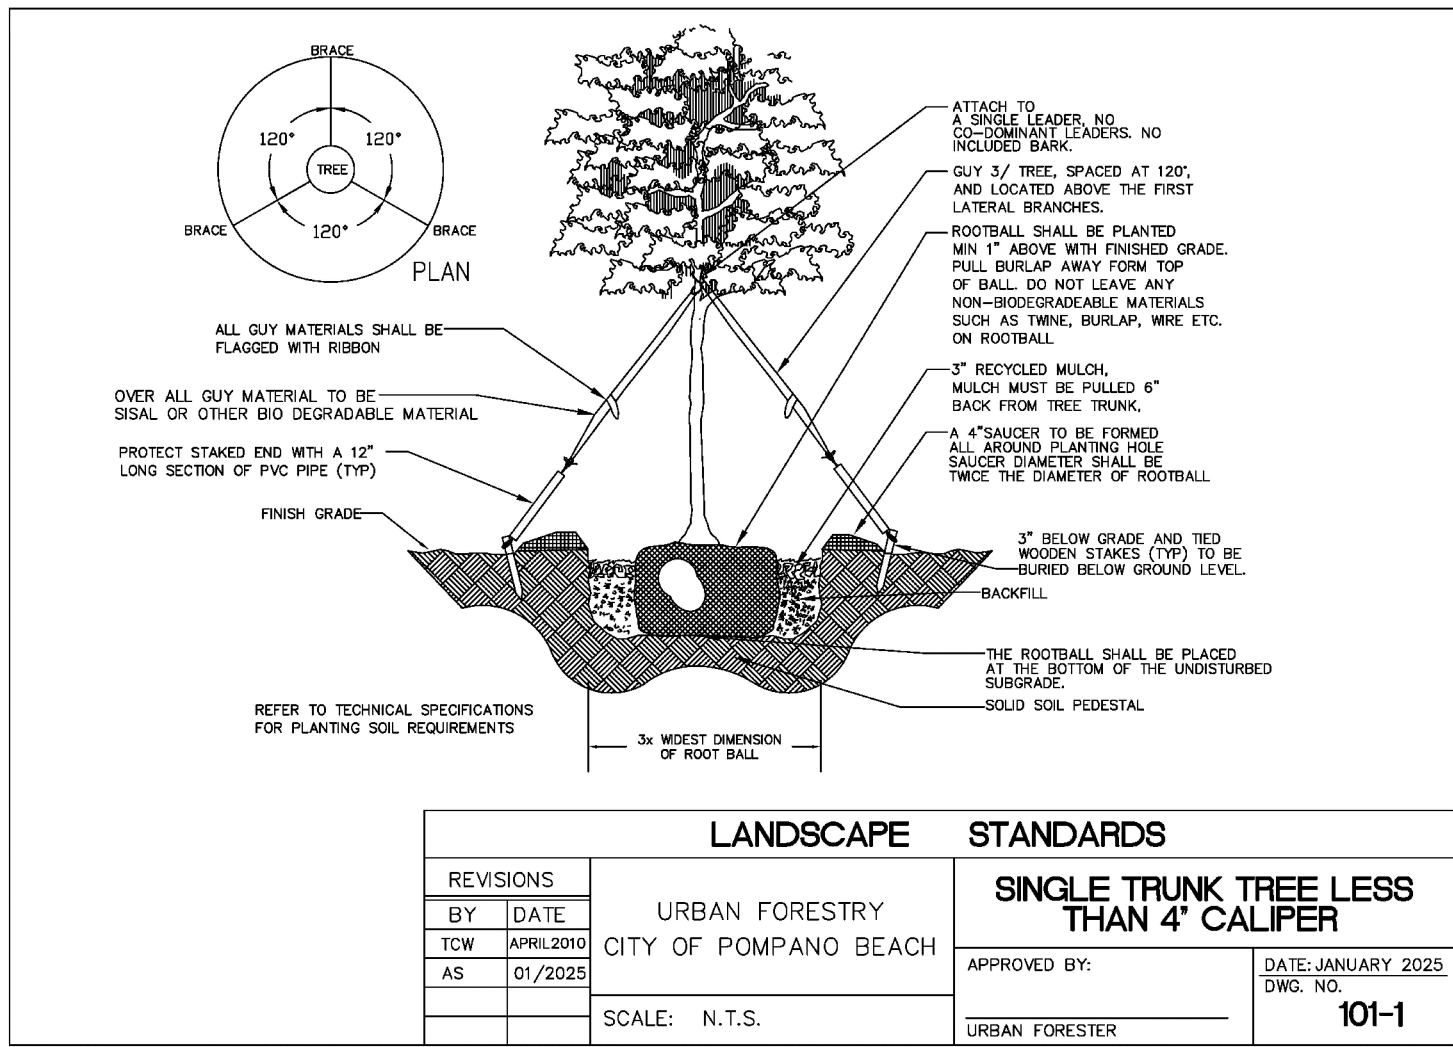 BRACE
120°
120°
TREE
120°
BRACE
BRACE
PLAN
ALL GUY MATERIALS SHALL BE
FLAGGED WITH RIBBON
OVER ALL GUY MATERIAL TO BE
SISAL OR OTHER BIO DEGRADABLE MATERIAL
PROTECT STAKED END WITH A 12"
LONG SECTION OF PVC PIPE (TYP)
FINISH GRADE
ATTACH TO
A SINGLE LEADER, NO
CO-DOMINANT LEADERS. NO
INCLUDED BARK.
GUY 3/ TREE, SPACED AT 120°,
AND LOCATED ABOVE THE FIRST
LATERAL BRANCHES.
ROOTBALL SHALL BE PLANTED
MIN 1" ABOVE WITH FINISHED GRADE.
PULL BURLAP AWAY FORM TOP
OF BALL. DO NOT LEAVE ANY
NON-BIODEGRADEABLE MATERIALS
SUCH AS TWINE, BURLAP, WIRE ETC.
ON ROOTBALL
3" RECYCLED MULCH,
MULCH MUST BE PULLED 6"
BACK FROM TREE TRUNK,
A 4"SAUCER TO BE FORMED
ALL AROUND PLANTING HOLE
SAUCER DIAMETER SHALL BE
TWICE THE DIAMETER OF ROOTBALL
3" BELOW GRADE AND TIED
WOODEN STAKES (TYP) TO BE
BURIED BELOW GROUND LEVEL.
BACKFILL
THE ROOTBALL SHALL BE PLACED
AT THE BOTTOM OF THE UNDISTURBED
SUBGRADE.
SOLID SOIL PEDESTAL
REFER TO TECHNICAL SPECIFICATIONS
FOR PLANTING SOIL REQUIREMENTS
3x WIDEST DIMENSION
OF ROOT BALL
LANDSCAPE STANDARDS
REVISIONS
BY DATE
TCW APRIL2010
AS 01/2025
URBAN FORESTRY
CITY OF POMPANO BEACH
SCALE: N.T.S.
SINGLE TRUNK TREE LESS
THAN 4" CALIPER
APPROVED BY:
URBAN FORESTER
DATE: JANUARY 2025
DWG. NO.
101-1